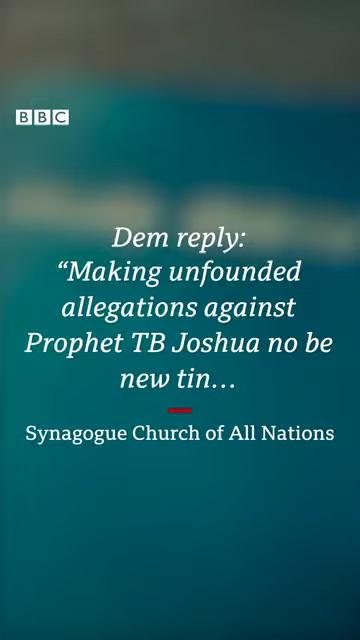 BBC
Dem reply:
“Making unfounded
allegations against
Prophet TB Joshua no be
new tin...
Synagogue Church of All Nations